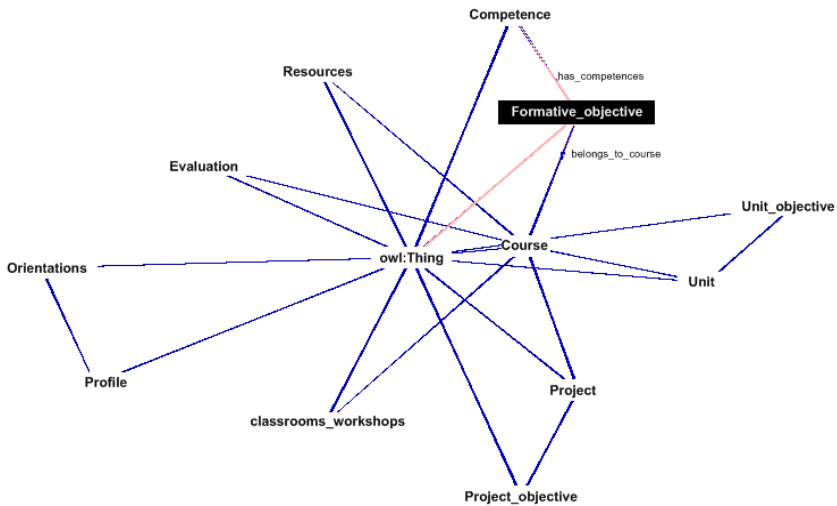 Competence
Resources
has_competences
Formative_objective
belongs_to_course
Evaluation
Unit_objective
Course
owl:Thing
Orientations
Unit
Profile
Project
classrooms_workshops
Project_objective